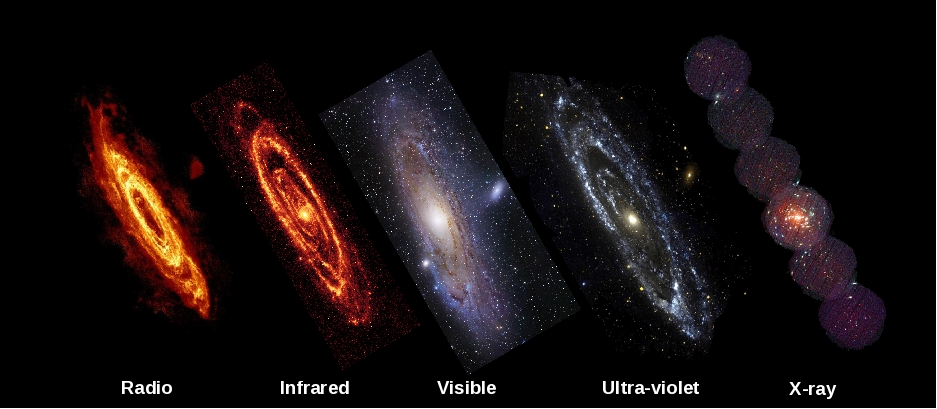 Radio
Infrared
Visible
Ultra-violet
X-ray